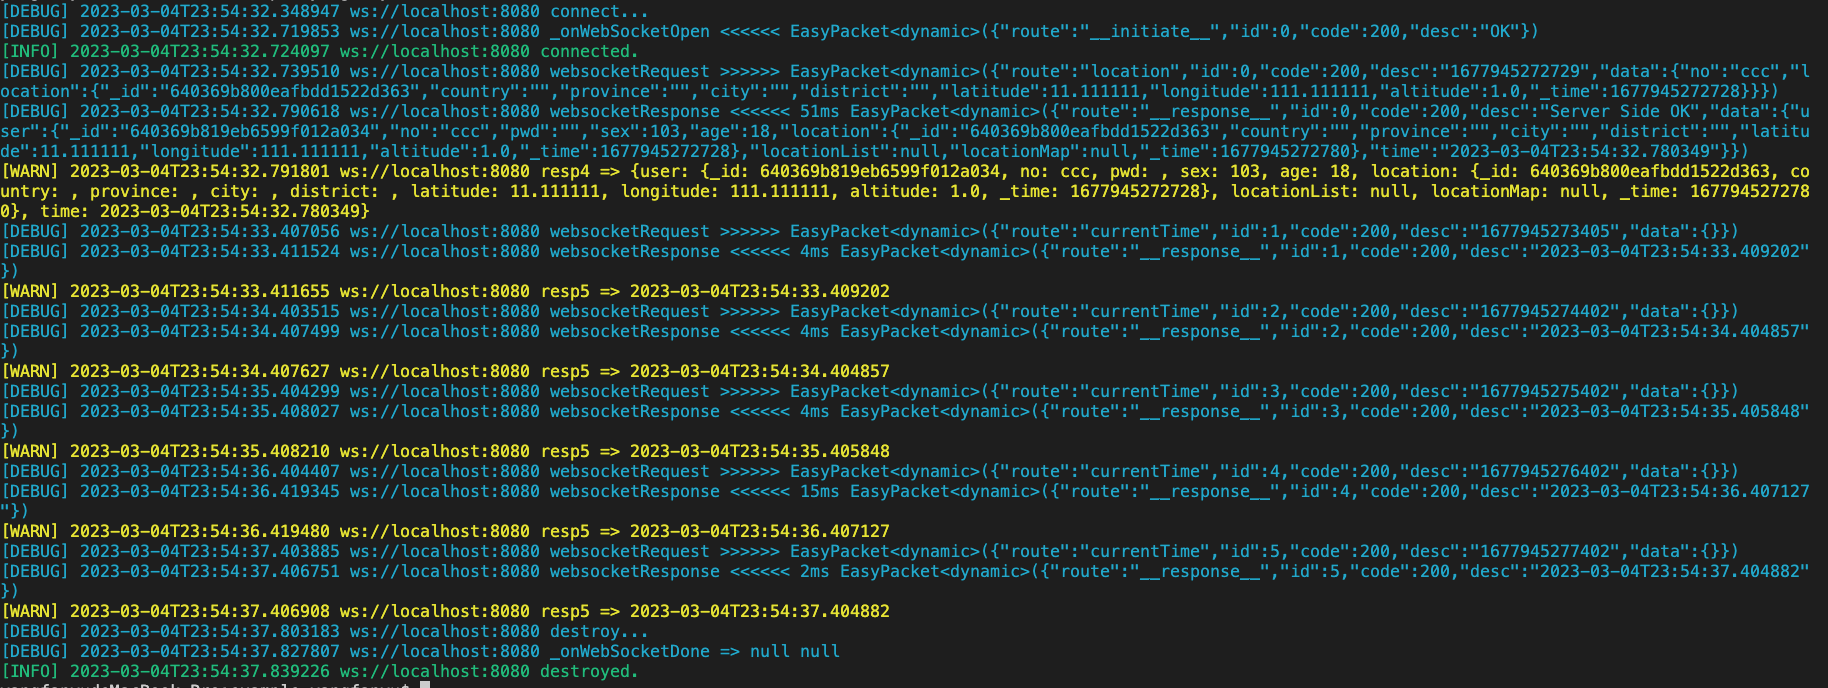 [DEBUG] 2023-03-04T23:54:32.348947 ws://localhost:8080 connect...
[DEBUG] 2023-03-04T23:54:32.719853 ws://localhost:8080 _onWebSocketOpen <<<<<< EasyPacket<dynamic>({"route":"__initiate__","id":0,"code":200,"desc":"OK"})
[INFO] 2023-03-04T23:54:32.724097 ws://localhost:8080 connected.
[DEBUG] 2023-03-04T23:54:32.739510 ws://localhost:8080 websocketRequest >>>>>> EasyPacket<dynamic>({"route":"location","id":0,"code":200,"desc":"1677945272729","data":{"no":"ccc","l
ocation":{"_id":"640369b800eafbdd1522d363","country":"","province":"","city":"","district":"","latitude":11.111111,"longitude":111.111111,"altitude":1.0,"_time":1677945272728}}})
[DEBUG] 2023-03-04T23:54:32.790618 ws://localhost:8080 websocketResponse <<<<<< 51ms EasyPacket<dynamic>({"route":"__response__","id":0,"code":200,"desc":"Server Side OK","data":{"u
ser":{"_id":"640369b819eb6599f012a034","no":"ccc","pwd":"","sex":103,"age":18,"location":{"_id":"640369b800eafbdd1522d363","country":"","province":"","city":"","district":"","latitu
de":11.111111,"longitude":111.111111,"altitude":1.0,"_time":1677945272728},"locationList":null,"locationMap":null,"_time":1677945272780},"time":"2023-03-04T23:54:32.780349"}})
[WARN] 2023-03-04T23:54:32.791801 ws://localhost:8080 resp4 => {user: {_id: 640369b819eb6599f012a034, no: ccc, pwd: , sex: 103, age: 18, location: {_id: 640369b800eafbdd1522d363, co
untry: , province: , city: , district: , latitude: 11.111111, longitude: 111.111111, altitude: 1.0, _time: 1677945272728}, locationList: null, locationMap: null, _time: 167794527278
0}, time: 2023-03-04T23:54:32.780349}
[DEBUG] 2023-03-04T23:54:33.407056 ws://localhost:8080 websocketRequest >>>>>> EasyPacket<dynamic>({"route":"currentTime","id":1,"code":200,"desc":"1677945273405","data":{}})
[DEBUG] 2023-03-04T23:54:33.411524 ws://localhost:8080 websocketResponse <<<<<< 4ms EasyPacket<dynamic>({"route":"__response__","id":1,"code":200,"desc":"2023-03-04T23:54:33.409202"
})
[WARN] 2023-03-04T23:54:33.411655 ws://localhost:8080 resp5 => 2023-03-04T23:54:33.409202
[DEBUG] 2023-03-04T23:54:34.403515 ws://localhost:8080 websocketRequest >>>>>> EasyPacket<dynamic>({"route":"currentTime","id":2,"code":200,"desc":"1677945274402","data":{}})
[DEBUG] 2023-03-04T23:54:34.407499 ws://localhost:8080 websocketResponse <<<<<< 4ms EasyPacket<dynamic>({"route":"__response__","id":2,"code":200,"desc":"2023-03-04T23:54:34.404857"
})
[WARN] 2023-03-04T23:54:34.407627 ws://localhost:8080 resp5 => 2023-03-04T23:54:34.404857
[DEBUG] 2023-03-04T23:54:35.404299 ws://localhost:8080 websocketRequest >>>>>> EasyPacket<dynamic>({"route":"currentTime","id":3,"code":200,"desc":"1677945275402","data":{}})
[DEBUG] 2023-03-04T23:54:35.408027 ws://localhost:8080 websocketResponse <<<<<< 4ms EasyPacket<dynamic>({"route":"__response__","id":3,"code":200,"desc":"2023-03-04T23:54:35.405848"
})
[WARN] 2023-03-04T23:54:35.408210 ws://localhost:8080 resp5 => 2023-03-04T23:54:35.405848
[DEBUG] 2023-03-04T23:54:36.404407 ws://localhost:8080 websocketRequest >>>>>> EasyPacket<dynamic>({"route":"currentTime","id":4,"code":200,"desc":"1677945276402","data":{}})
[DEBUG] 2023-03-04T23:54:36.419345 ws://localhost:8080 websocketResponse <<<<<< 15ms EasyPacket<dynamic>({"route":"__response__","id":4,"code":200,"desc":"2023-03-04T23:54:36.407127
"})
[WARN] 2023-03-04T23:54:36.419480 ws://localhost:8080 resp5 => 2023-03-04T23:54:36.407127
[DEBUG] 2023-03-04T23:54:37.403885 ws://localhost:8080 websocketRequest >>>>>> EasyPacket<dynamic>({"route":"currentTime","id":5,"code":200,"desc":"1677945277402","data":{}})
[DEBUG] 2023-03-04T23:54:37.406751 ws://localhost:8080 websocketResponse <<<<<< 2ms EasyPacket<dynamic>({"route":"__response__","id":5,"code":200,"desc":"2023-03-04T23:54:37.404882"
})
[WARN] 2023-03-04T23:54:37.406908 ws://localhost:8080 resp5 => 2023-03-04T23:54:37.404882
[DEBUG] 2023-03-04T23:54:37.803183 ws://localhost:8080 destroy...
[DEBUG] 2023-03-04T23:54:37.827807 ws://localhost:8080 _onWebSocketDone => null null
[INFO] 2023-03-04T23:54:37.839226 ws://localhost:8080 destroyed.